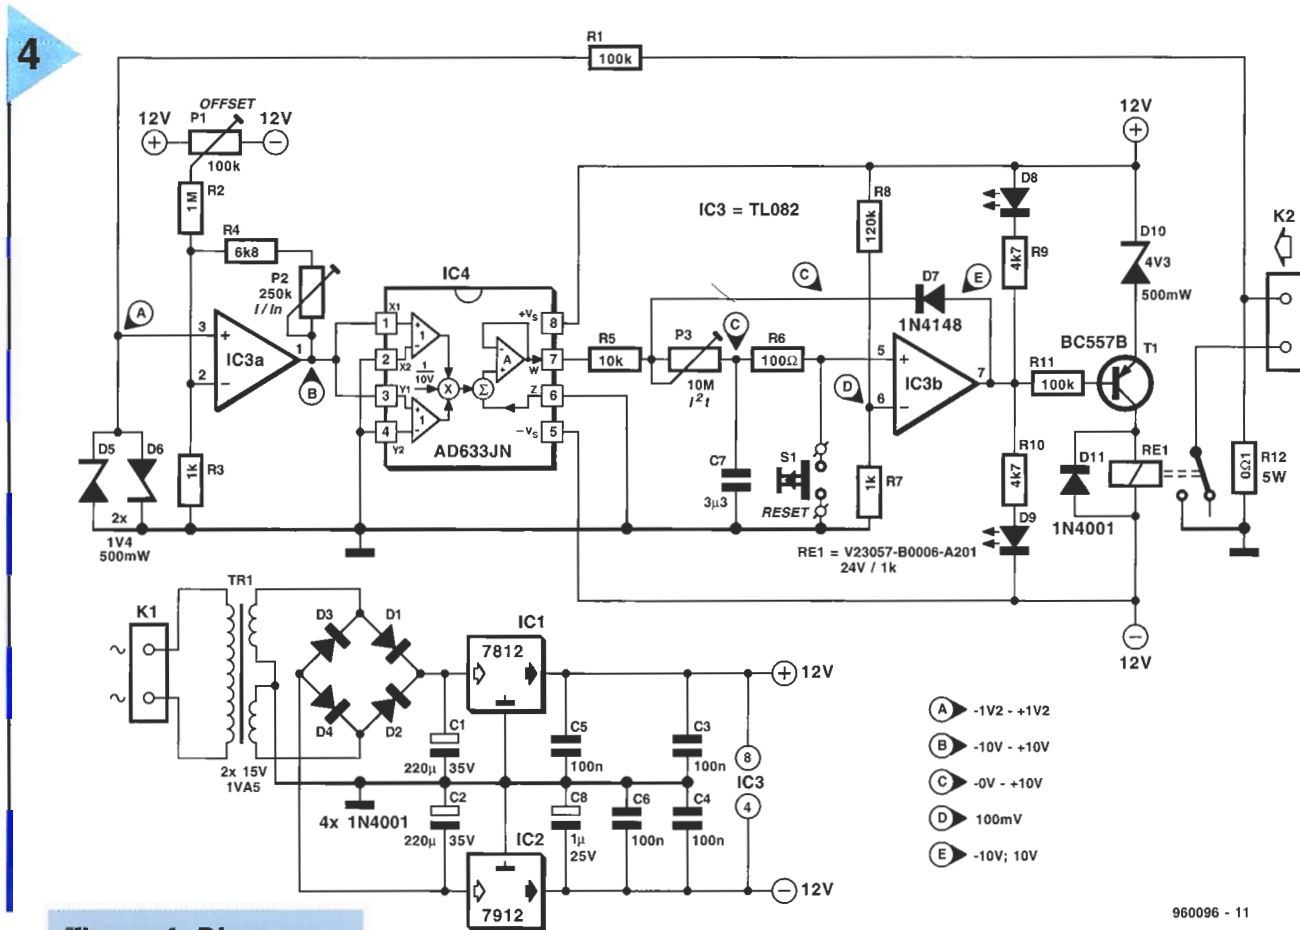 4
R1
100k
OFFSET
P1
12V
12V
+
−
100k
R2
1M
R4
6k8
P2
250k
I / In
A
3
+
IC3a
1
2
−
B
R3
1k
D5
D6
2x
1V4
500mW
IC4
X1
1
2
X2
Y1
3
4
Y2
+
−
1
1
10V
X
Σ
A
+
−
1
+VS
8
W
7
Z
6
−VS
5
AD633JN
IC3 = TL082
R5
10k
P3
10M
I²t
C
C
R6
100Ω
C7
3µ3
S1
RESET
R8
120k
D7
1N4148
E
D
5
+
IC3b
7
6
−
R7
1k
D8
R9
4k7
R10
4k7
D9
R11
100k
12V
+
D10
4V3
500mW
BC557B
T1
D11
1N4001
RE1
RE1 = V23057-B0006-A201
24V / 1k
−
12V
K2
R12
0Ω1
5W
K1
~
~
TR1
2x 15V
1VA5
D3
D1
D4
D2
4x 1N4001
IC1
7812
C1
220µ
35V
C2
220µ
35V
C5
100n
C3
100n
C8
1µ
25V
C6
100n
C4
100n
IC2
7912
+
12V
8
IC3
4
−
12V
A
-1V2 - +1V2
B
-10V - +10V
C
-0V - +10V
D
100mV
E
-10V; 10V
960096 - 11